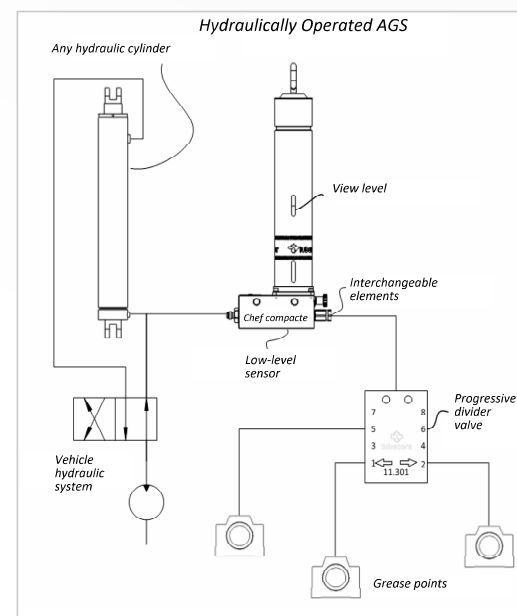 Hydraulically Operated AGS
Any hydraulic cylinder
View level
Interchangeable
elements
Chef compacte
Low-level
sensor
Progressive
divider
valve
7 8
5 6
3 4
1 2
11.301
Vehicle
hydraulic
system
Grease points